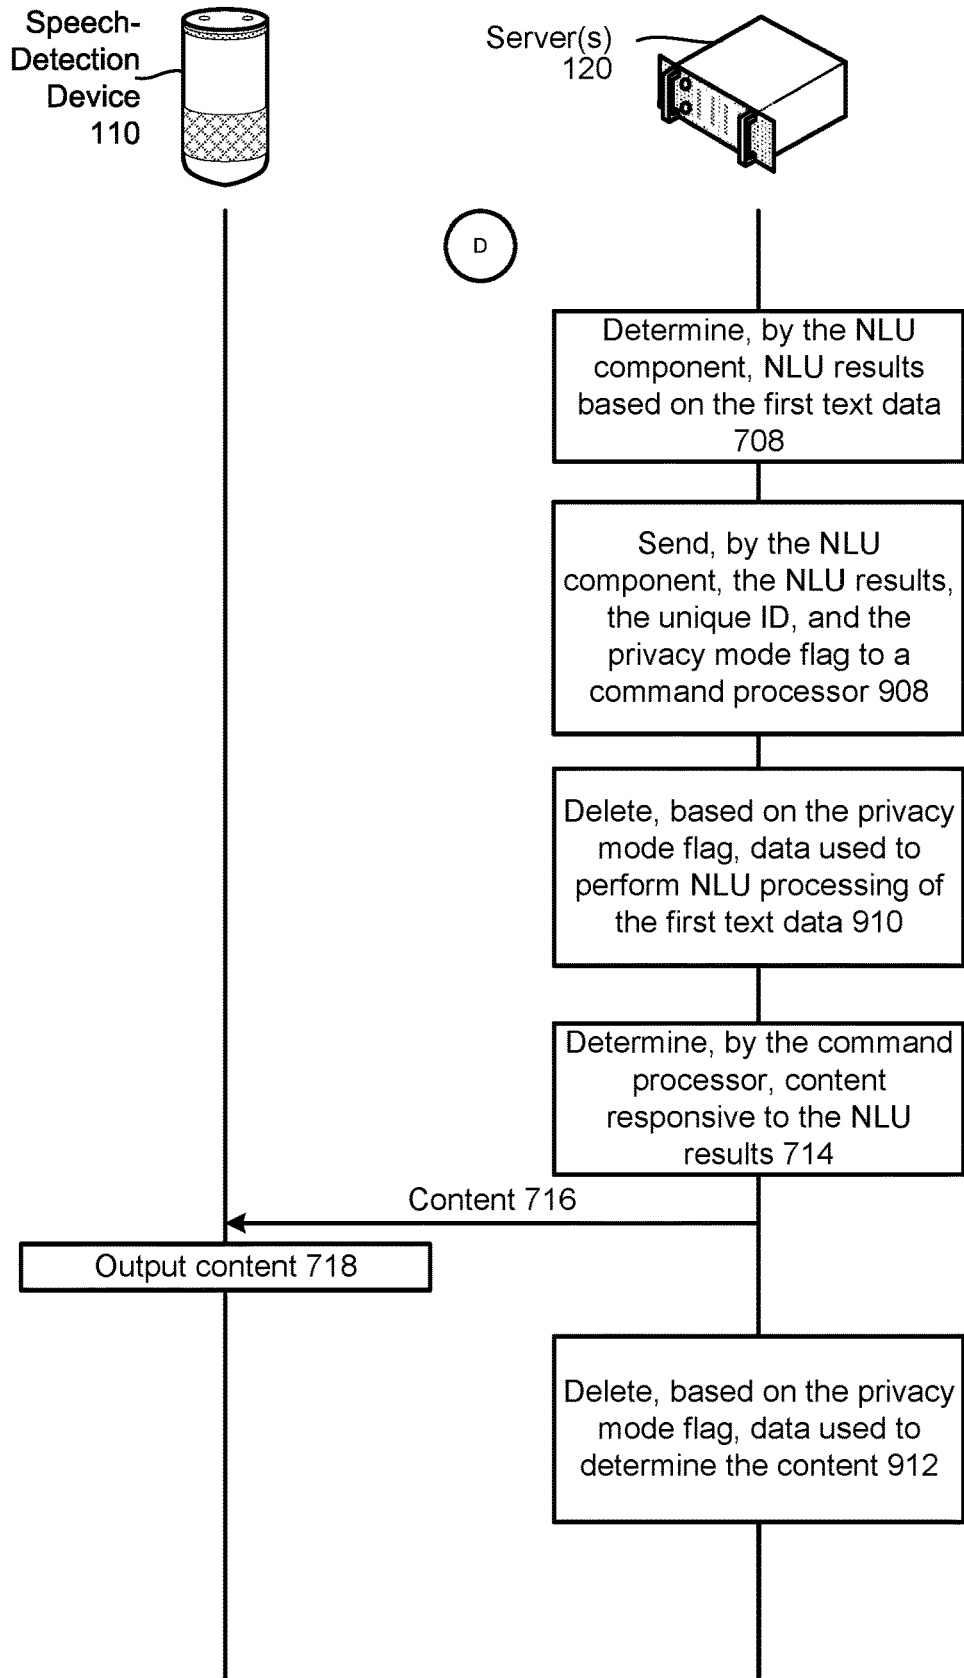 Speech-
Detection
Device
110
Server(s)
120
D
Determine, by the NLU
component, NLU results
based on the first text data
708
Send, by the NLU
component, the NLU results,
the unique ID, and the
privacy mode flag to a
command processor 908
Delete, based on the privacy
mode flag, data used to
perform NLU processing of
the first text data 910
Determine, by the command
processor, content
responsive to the NLU
results 714
Content 716
Output content 718
Delete, based on the privacy
mode flag, data used to
determine the content 912